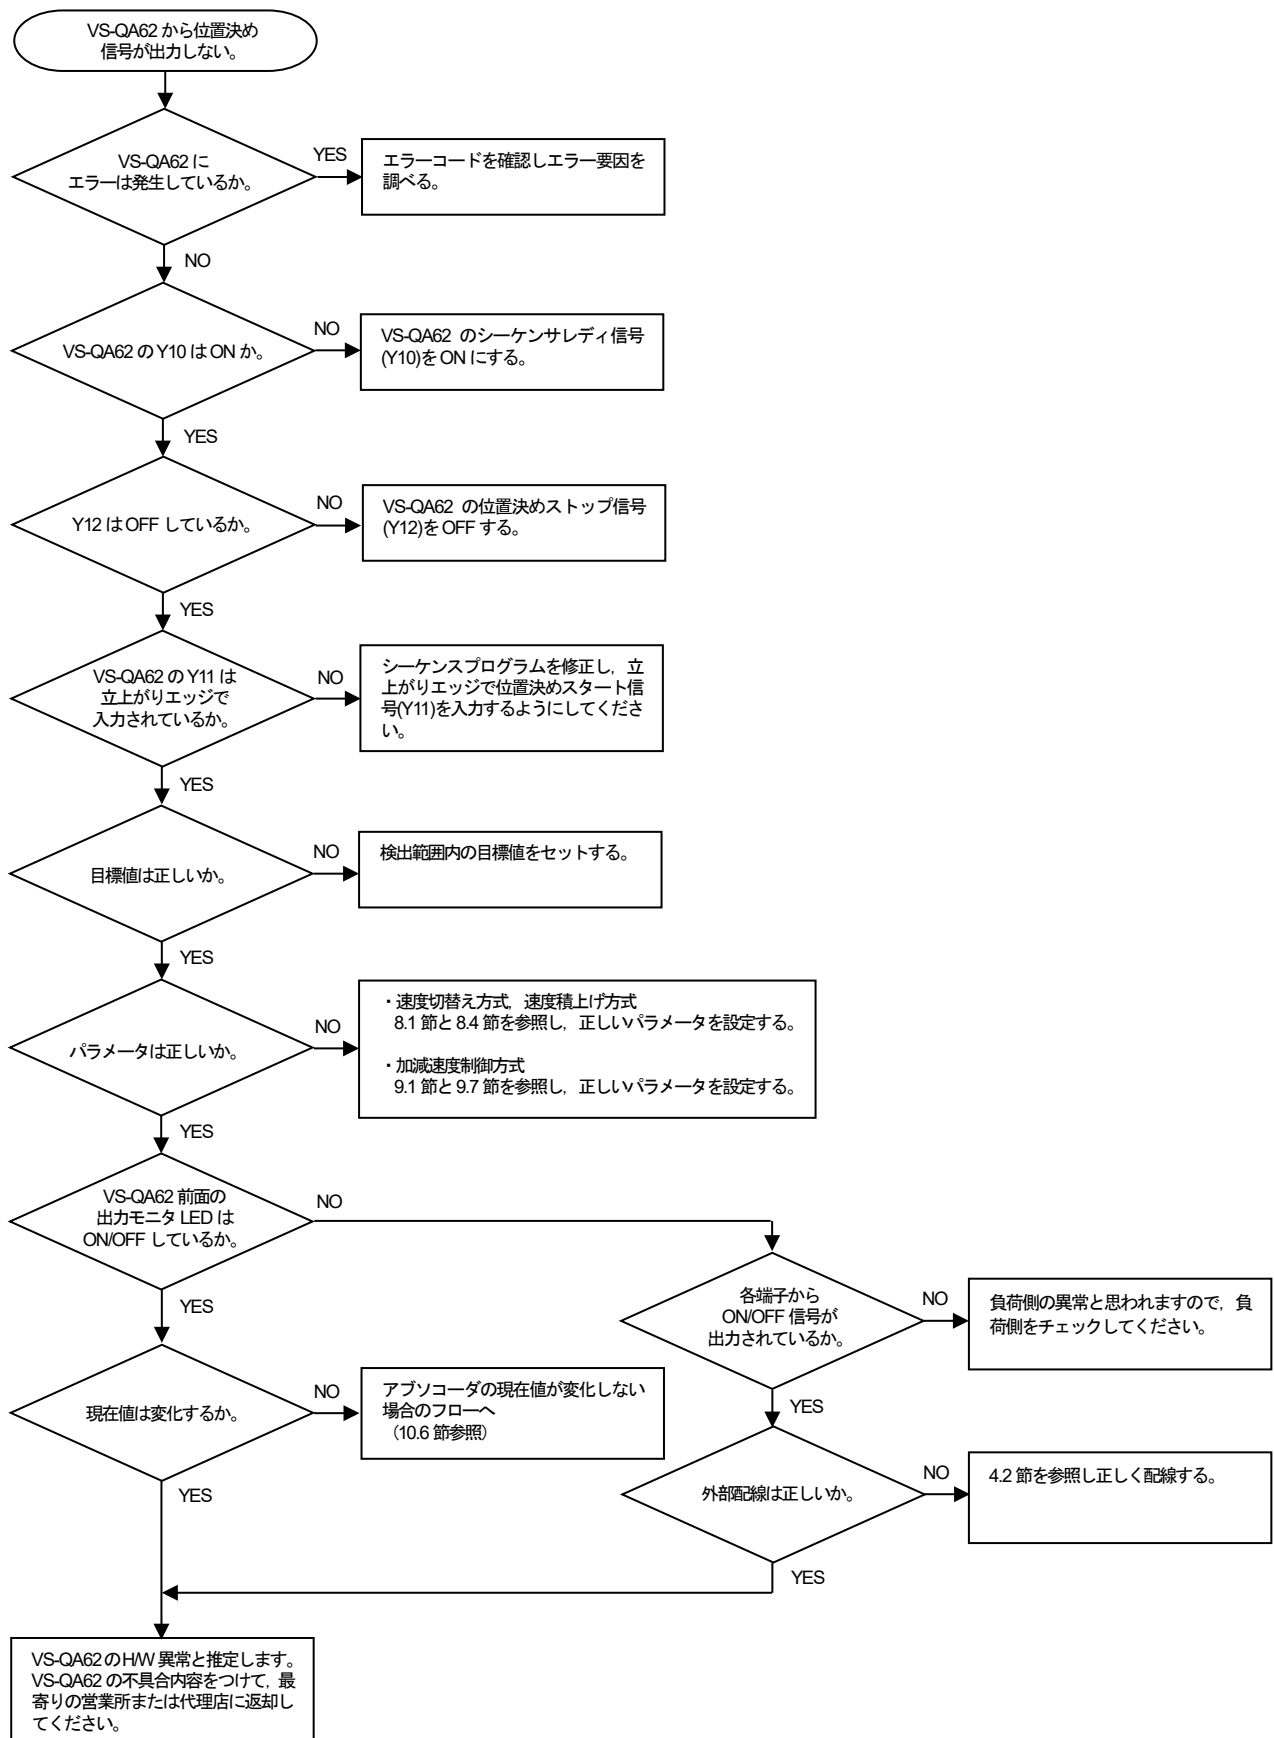 VS-QA62 から位置決め
信号が出力しない。
VS-QA62 に
エラーは発生しているか。
YES
エラーコードを確認しエラー要因を
調べる。
NO
VS-QA62 の Y10 は ON か。
NO
VS-QA62 のシーケンサレディ信号
(Y10)を ON にする。
YES
Y12 は OFF しているか。
NO
VS-QA62 の位置決めストップ信号
(Y12)を OFF する。
YES
VS-QA62 の Y11 は
立上がりエッジで
入力されているか。
NO
シーケンスプログラムを修正し，立
上がりエッジで位置決めスタート信
号(Y11)を入力するようにしてくださ
い。
YES
目標値は正しいか。
NO
検出範囲内の目標値をセットする。
YES
パラメータは正しいか。
NO
・速度切替え方式，速度積上げ方式
8.1 節と 8.4 節を参照し，正しいパラメータを設定する。
・加減速度制御方式
9.1 節と 9.7 節を参照し，正しいパラメータを設定する。
YES
VS-QA62 前面の
出力モニタ LED は
ON/OFF しているか。
NO
各端子から
ON/OFF 信号が
出力されているか。
NO
負荷側の異常と思われますので，負
荷側をチェックしてください。
YES
現在値は変化するか。
NO
アブソコーダの現在値が変化しない
場合のフローへ
（10.6 節参照）
YES
外部配線は正しいか。
NO
4.2 節を参照し正しく配線する。
YES
YES
VS-QA62 の H/W 異常と推定します。
VS-QA62 の不具合内容をつけて，最
寄りの営業所または代理店に返却し
てください。